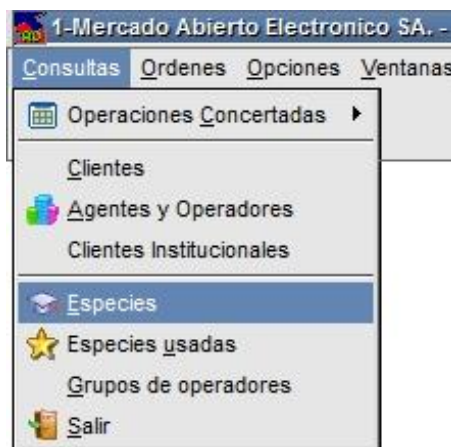 1-Mercado Abierto Electronico SA. -
Consultas Ordenes Opciones Ventanas
Operaciones Concertadas
Clientes
Agentes y Operadores
Clientes Institucionales
Especies
Especies usadas
Grupos de operadores
Salir